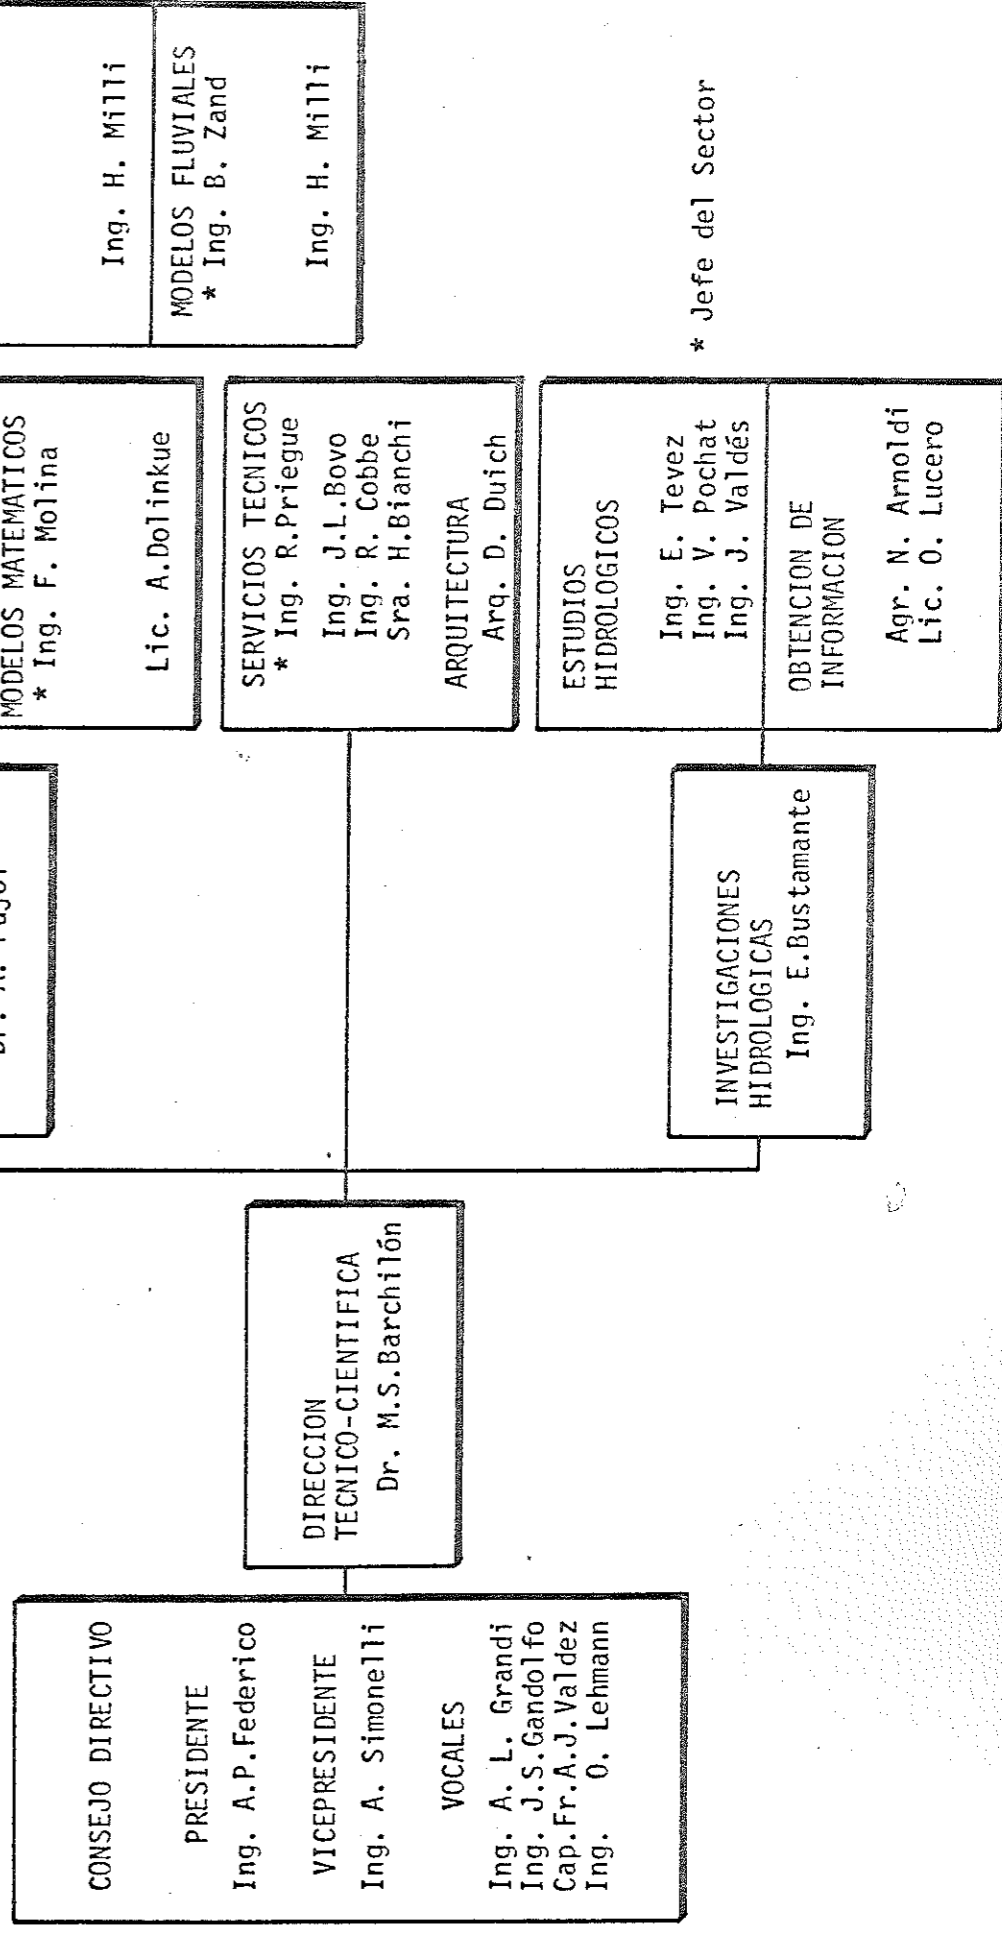 CONSEJO DIRECTIVO
PRESIDENTE
Ing. A.P.Federico
VICEPRESIDENTE
Ing. A. Simonelli
VOCALES
Ing. A. L. Grandi
Ing. J.S.Gandolfo
Cap.Fr.A.J.Valdez
Ing. O. Lehmann
DIRECCION
TECNICO-CIENTIFICA
Dr. M.S.Barchilón
INVESTIGACIONES
HIDROLOGICAS
Ing. E.Bustamante
MODELOS MATEMATICOS
* Ing. F. Molina
Lic. A.Dolinkue
SERVICIOS TECNICOS
* Ing. R.Priegue
Ing. J.L.Bovo
Ing. R. Cobbe
Sra. H.Bianchi
ARQUITECTURA
Arq. D. Duich
ESTUDIOS
HIDROLOGICOS
Ing. E. Tevez
Ing. V. Pochat
Ing. J. Valdés
OBTENCION DE
INFORMACION
Agr. N. Arnoldi
Lic. O. Lucero
Ing. H. Milli
MODELOS FLUVIALES
* Ing. B. Zand
Ing. H. Milli
* Jefe del Sector